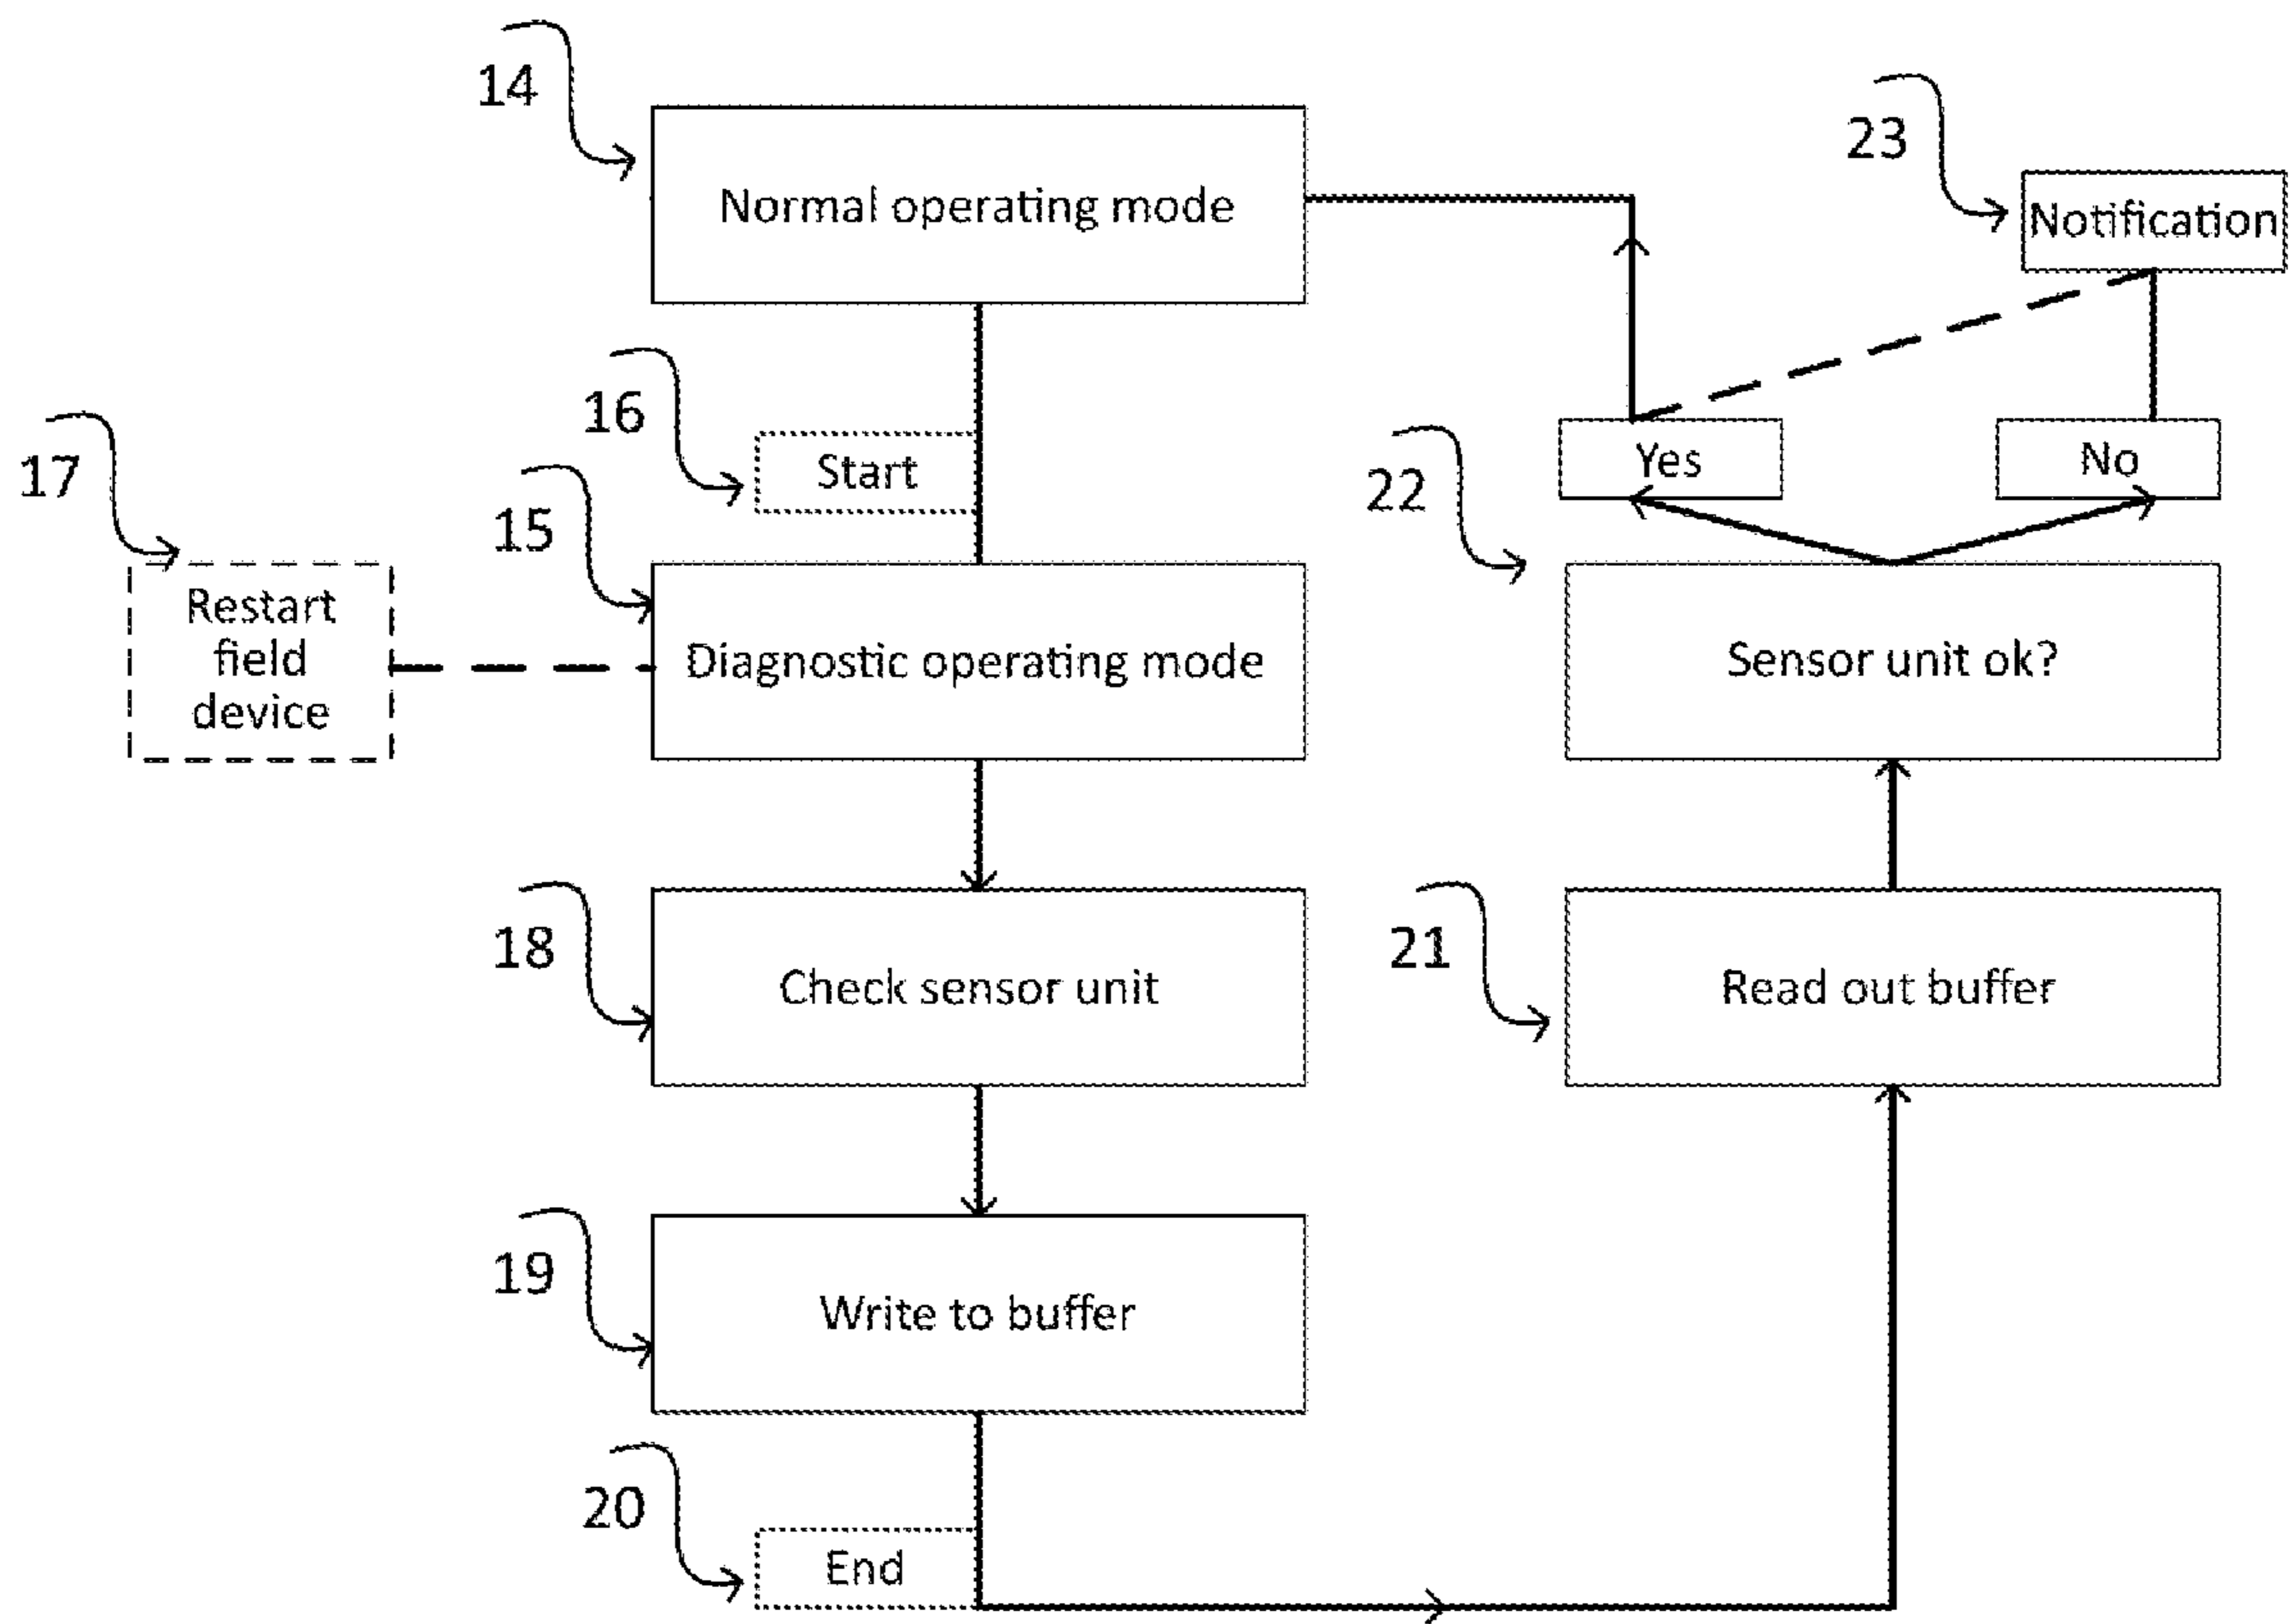 14
Normal operating mode
23
Notification
16
Start
17
Restart
field
device
15
Diagnostic operating mode
22
Yes
No
Sensor unit ok?
18
Check sensor unit
21
Read out buffer
19
Write to buffer
20
End